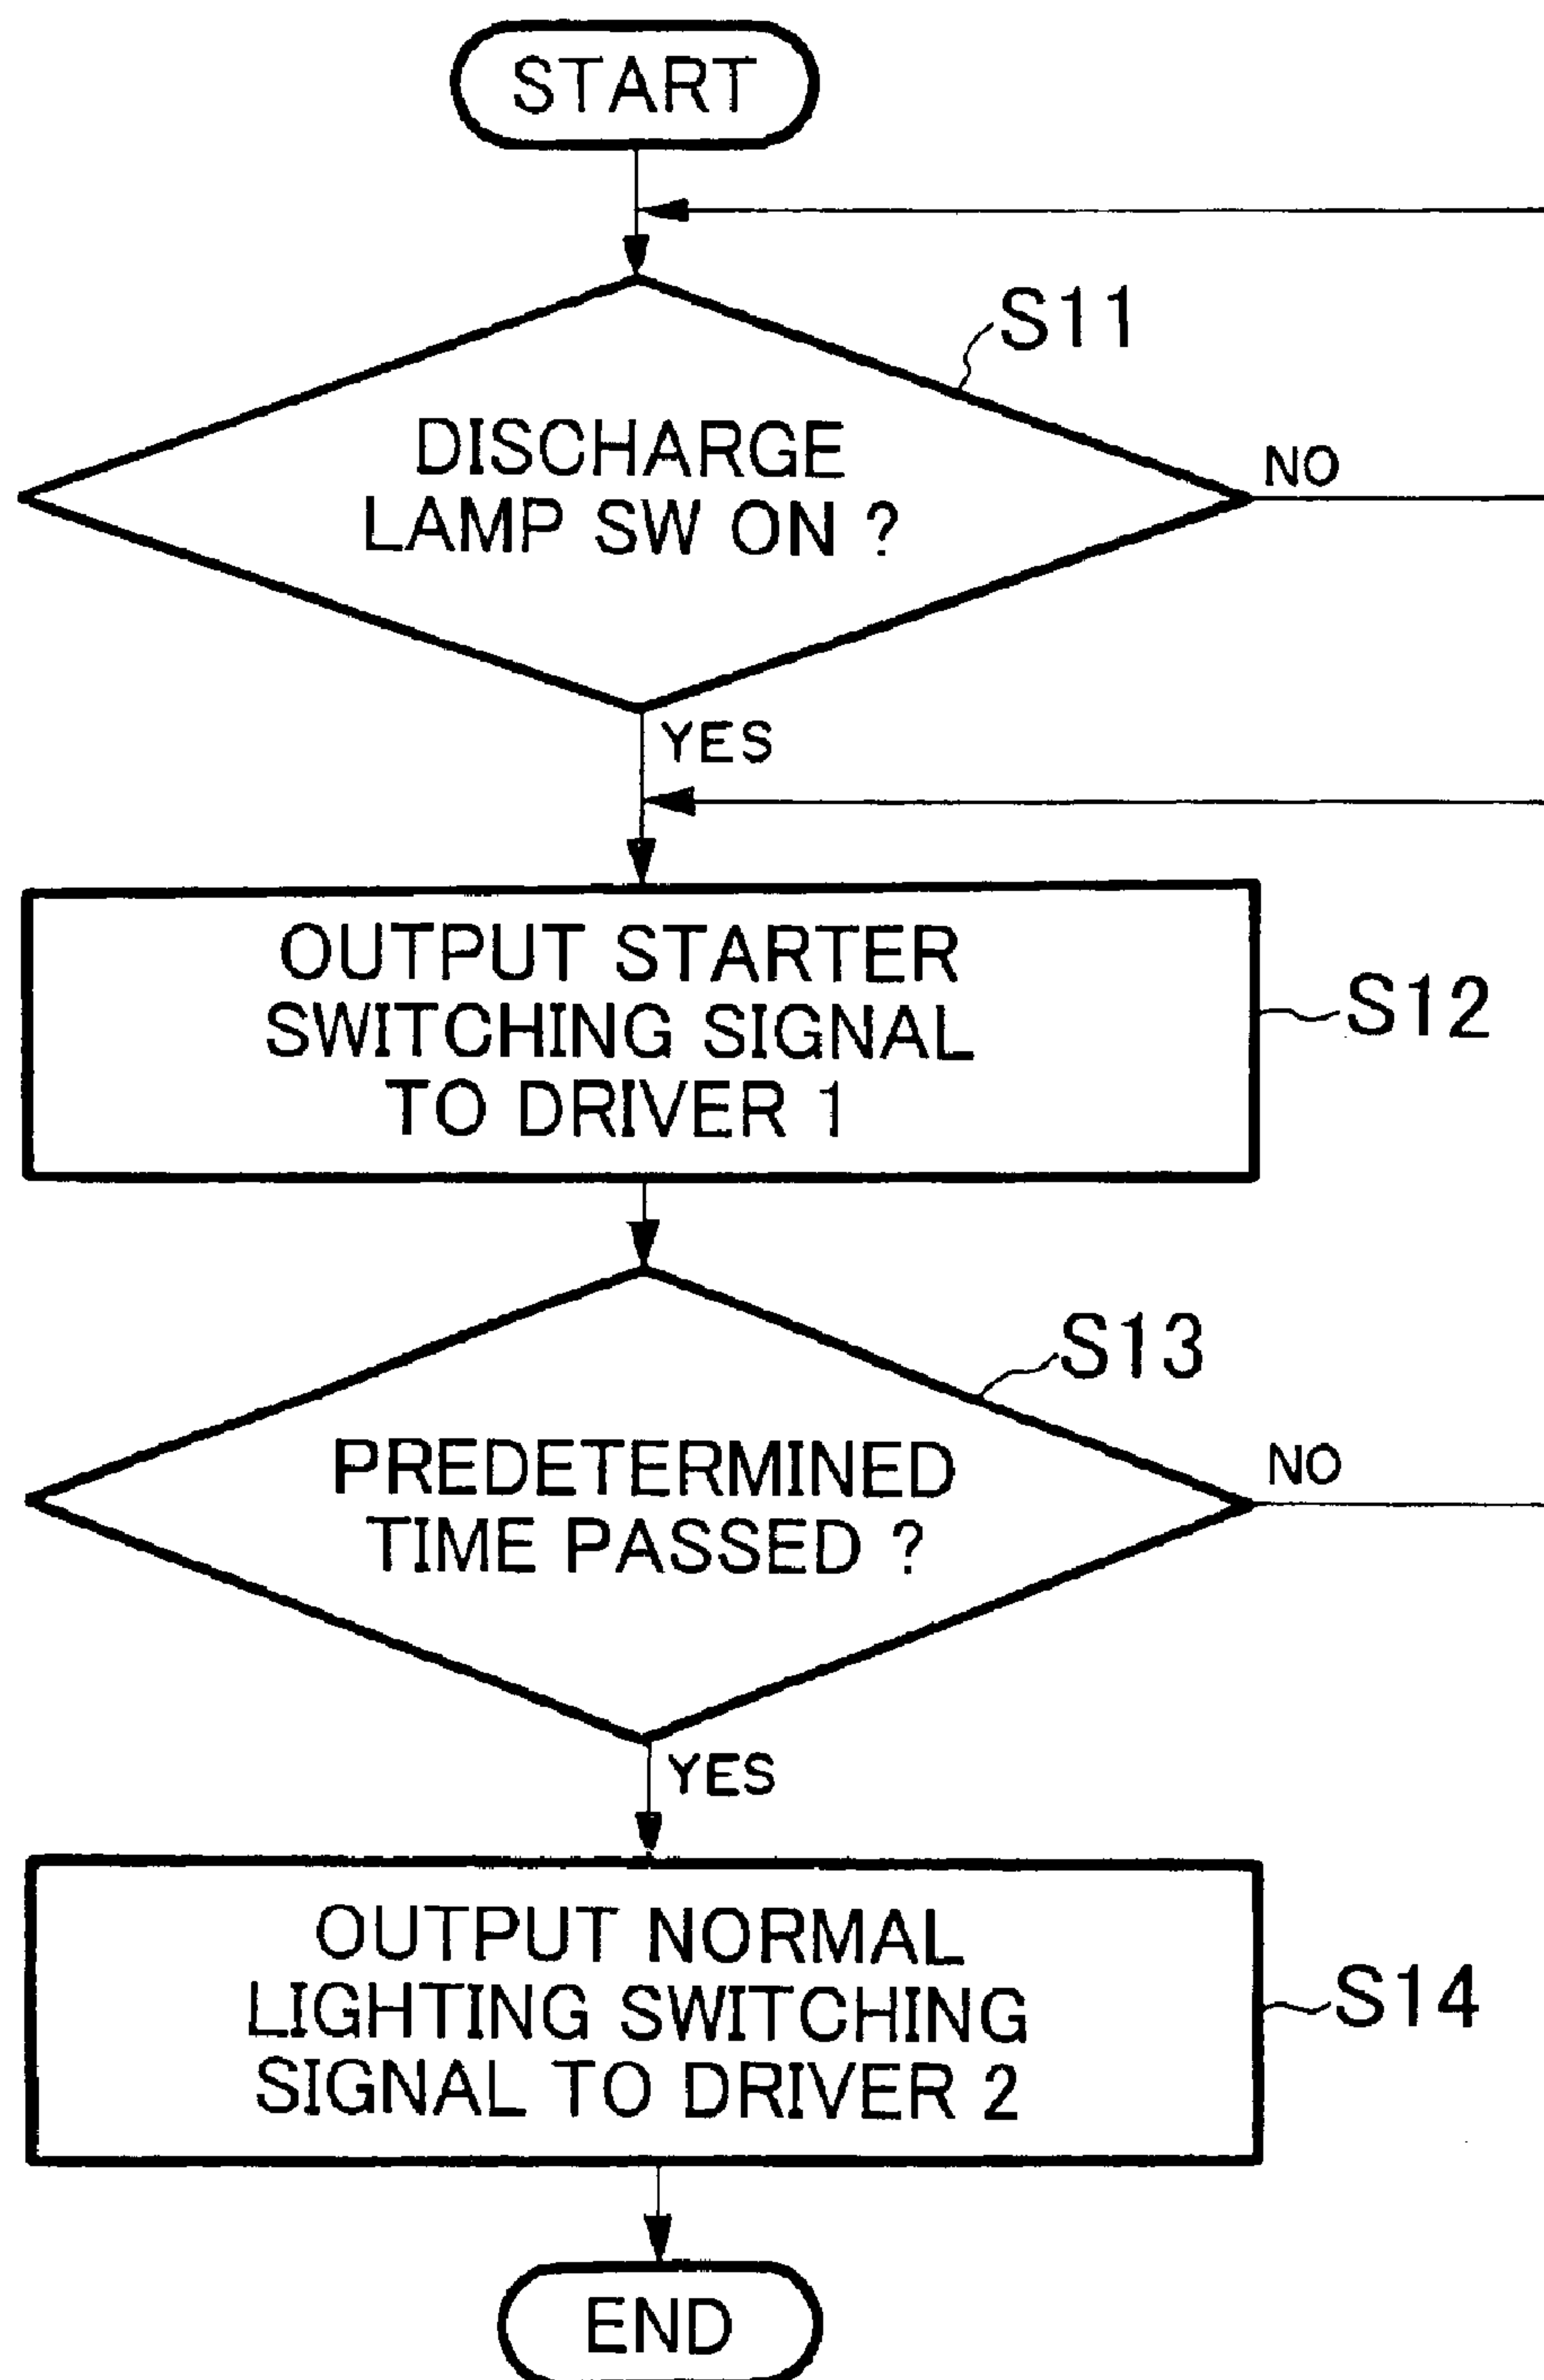 START
S11
DISCHARGE
LAMP SW ON ?
NO
YES
OUTPUT STARTER
SWITCHING SIGNAL
TO DRIVER 1
S12
S13
PREDETERMINED
TIME PASSED ?
NO
YES
OUTPUT NORMAL
LIGHTING SWITCHING
SIGNAL TO DRIVER 2
S14
END